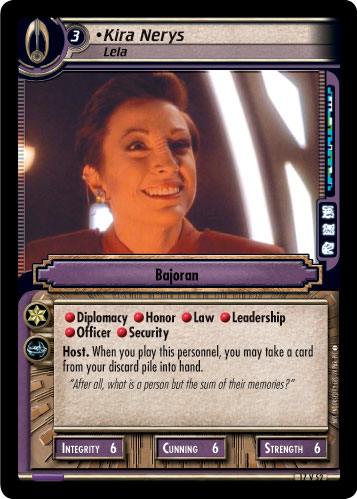 3
•Kira Nerys
Lela
Bajoran
Diplomacy Honor Law Leadership
Officer Security
Host. When you play this personnel, you may take a card
from your discard pile into hand.
"After all, what is a person but the sum of their memories?"
INTEGRITY 6 CUNNING 6 STRENGTH 6
17 V 52